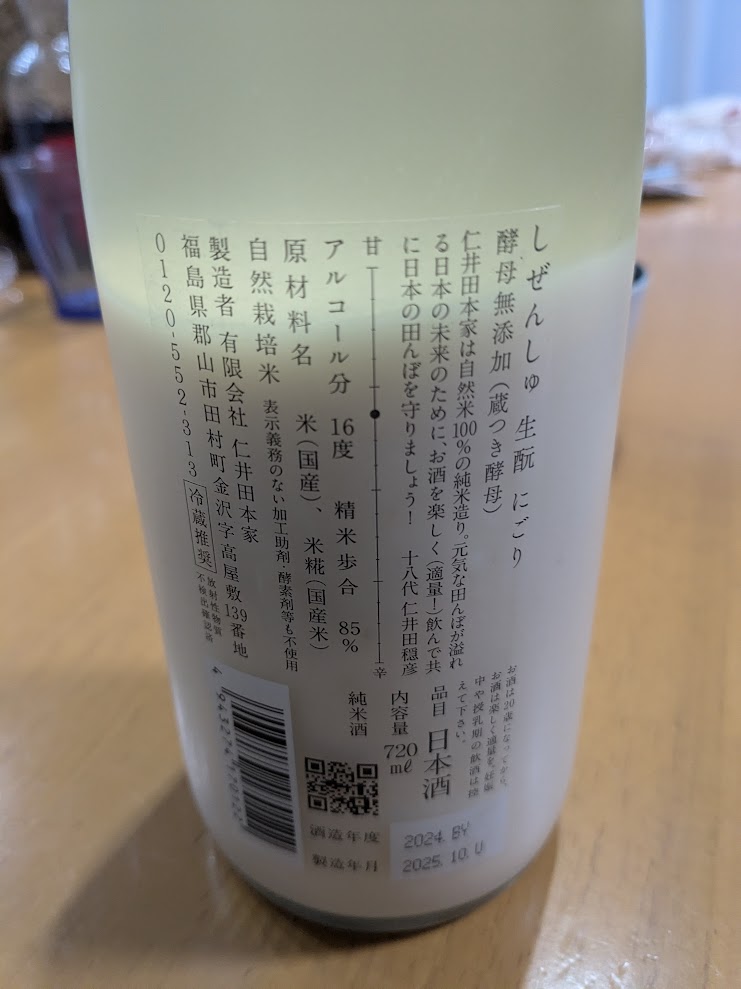 しぜんしゅ 生酛 にごり
酵母無添加(蔵つき酵母)
仁井田本家は自然米100%の純米造り。元気な田んぼが溢れ
る日本の未来のために、お酒を楽しく(適量!)飲んで共
に日本の田んぼを守りましょう! 十八代 仁井田穏彦
甘 辛
アルコール分 16度 精米歩合 85%
原材料名 米(国産)、米糀(国産米)
自然栽培米 表示義務のない加工助剤・酵素剤等も不使用
製造者 有限会社 仁井田本家
福島県郡山市田村町金沢字高屋敷139番地
0120-552-313 冷蔵推奨
放射性物質
不検出確認済
お酒は20歳になってから。
お酒は楽しく適量を。妊娠
中や授乳期の飲酒は控
えて下さい。
品目 日本酒
内容量 720ml
純米酒
酒造年度 2024.BY
製造年月 2025.10.U